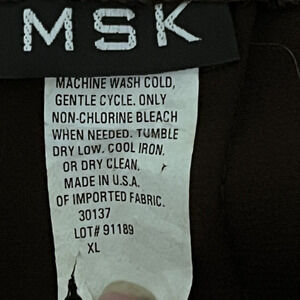 MSK
MACHINE WASH COLD,
GENTLE CYCLE. ONLY
NON-CHLORINE BLEACH
WHEN NEEDED. TUMBLE
DRY LOW. COOL IRON,
OR DRY CLEAN.
MADE IN U.S.A.
OF IMPORTED FABRIC.
30137
LOT# 91189
XL